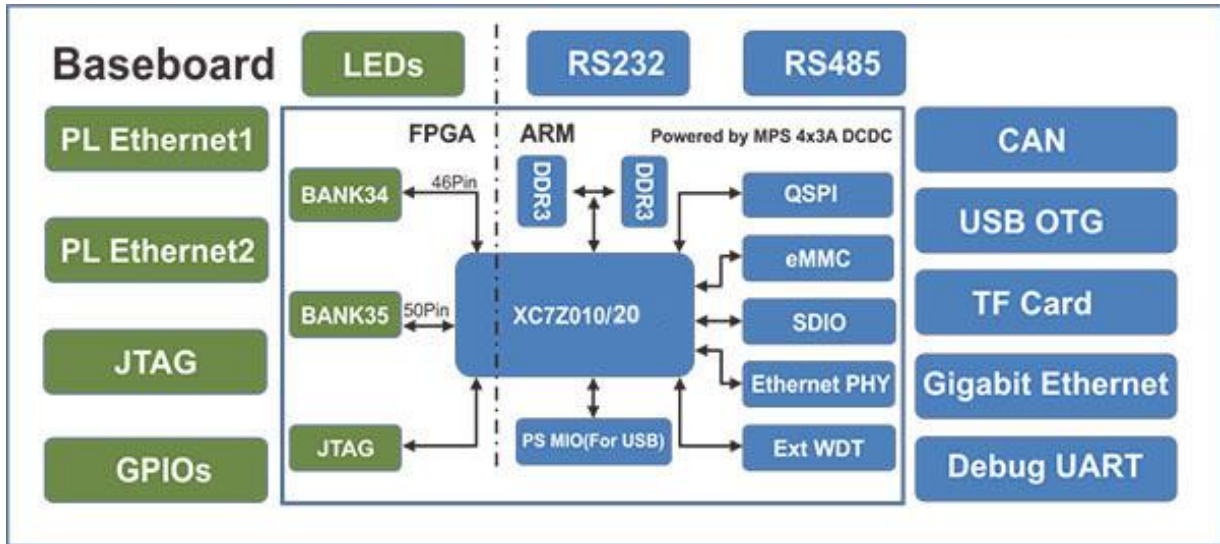 Baseboard
LEDs
RS232
RS485
PL Ethernet1
PL Ethernet2
JTAG
GPIOs
FPGA
ARM
Powered by MPS 4x3A DCDC
BANK34
46Pin
BANK35
50Pin
JTAG
DDR3
DDR3
XC7Z010/20
PS MIO(For USB)
QSPI
eMMC
SDIO
Ethernet PHY
Ext WDT
CAN
USB OTG
TF Card
Gigabit Ethernet
Debug UART